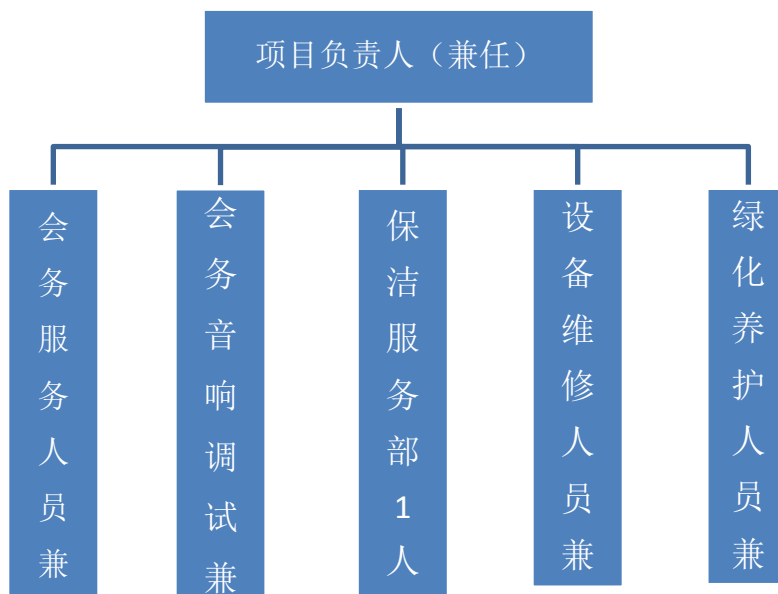 项目负责人（兼任）
会务服务人员兼
会务音响调试兼
保洁服务部1人
设备维修人员兼
绿化养护人员兼